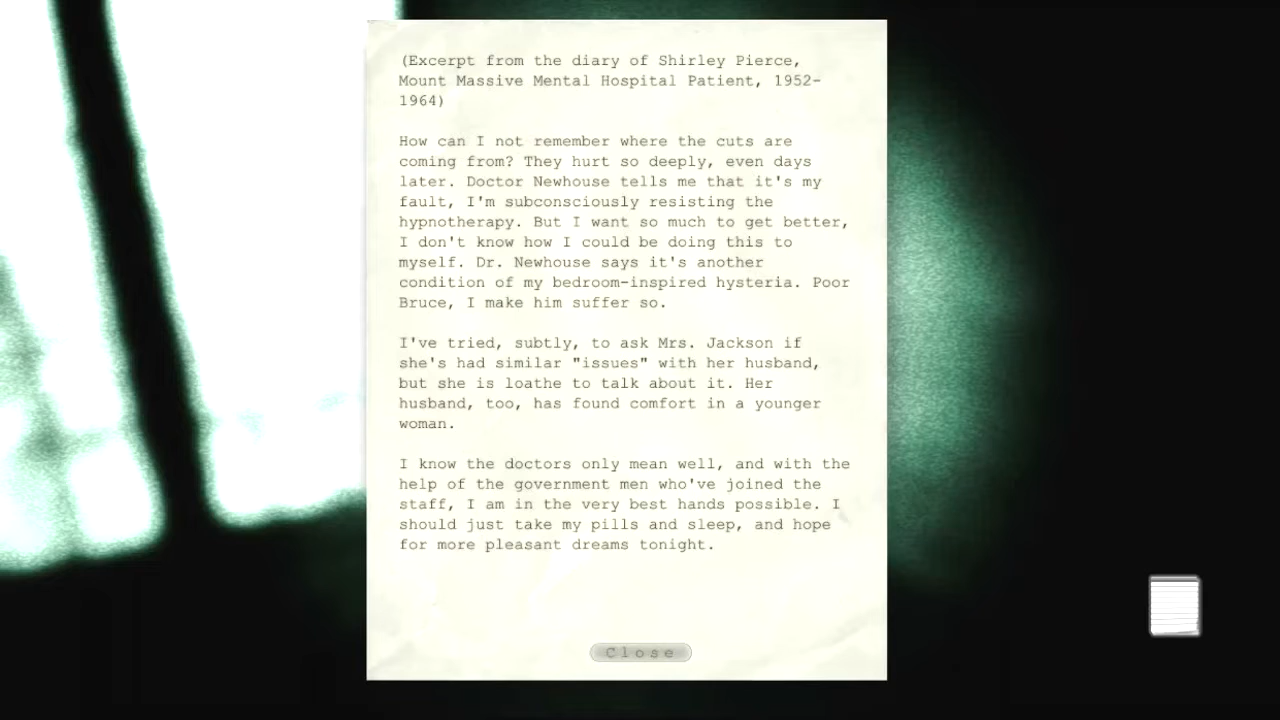 (Excerpt from the diary of Shirley Pierce,
Mount Massive Mental Hospital Patient, 1952-
1964)
How can I not remember where the cuts are
coming from? They hurt so deeply, even days
later. Doctor Newhouse tells me that it's my
fault, I'm subconsciously resisting the
hypnotherapy. But I want so much to get better,
I don't know how I could be doing this to
myself. Dr. Newhouse says it's another
condition of my bedroom-inspired hysteria. Poor
Bruce, I make him suffer so.
I've tried, subtly, to ask Mrs. Jackson if
she's had similar "issues" with her husband,
but she is loathe to talk about it. Her
husband, too, has found comfort in a younger
woman.
I know the doctors only mean well, and with the
help of the government men who've joined the
staff, I am in the very best hands possible. I
should just take my pills and sleep, and hope
for more pleasant dreams tonight.
Close